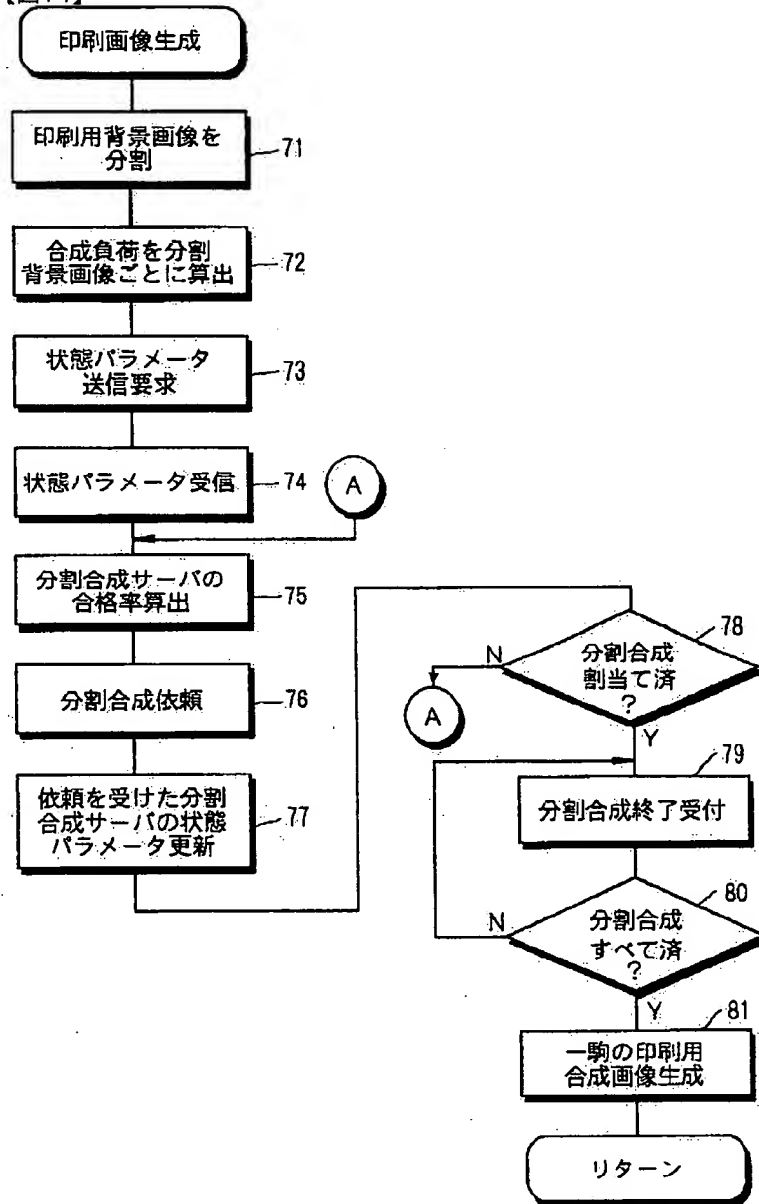 印刷画像生成
印刷用背景画像を
分割
71
合成負荷を分割
背景画像ごとに算出
72
状態パラメータ
送信要求
73
状態パラメータ受信
74
A
分割合成サーバの
合格率算出
75
分割合成依頼
76
依頼を受けた分割
合成サーバの状態
パラメータ更新
77
分割合成
割当て済
?
78
N
A
Y
79
分割合成終了受付
80
分割合成
すべて済
?
N
Y
81
一駒の印刷用
合成画像生成
リターン